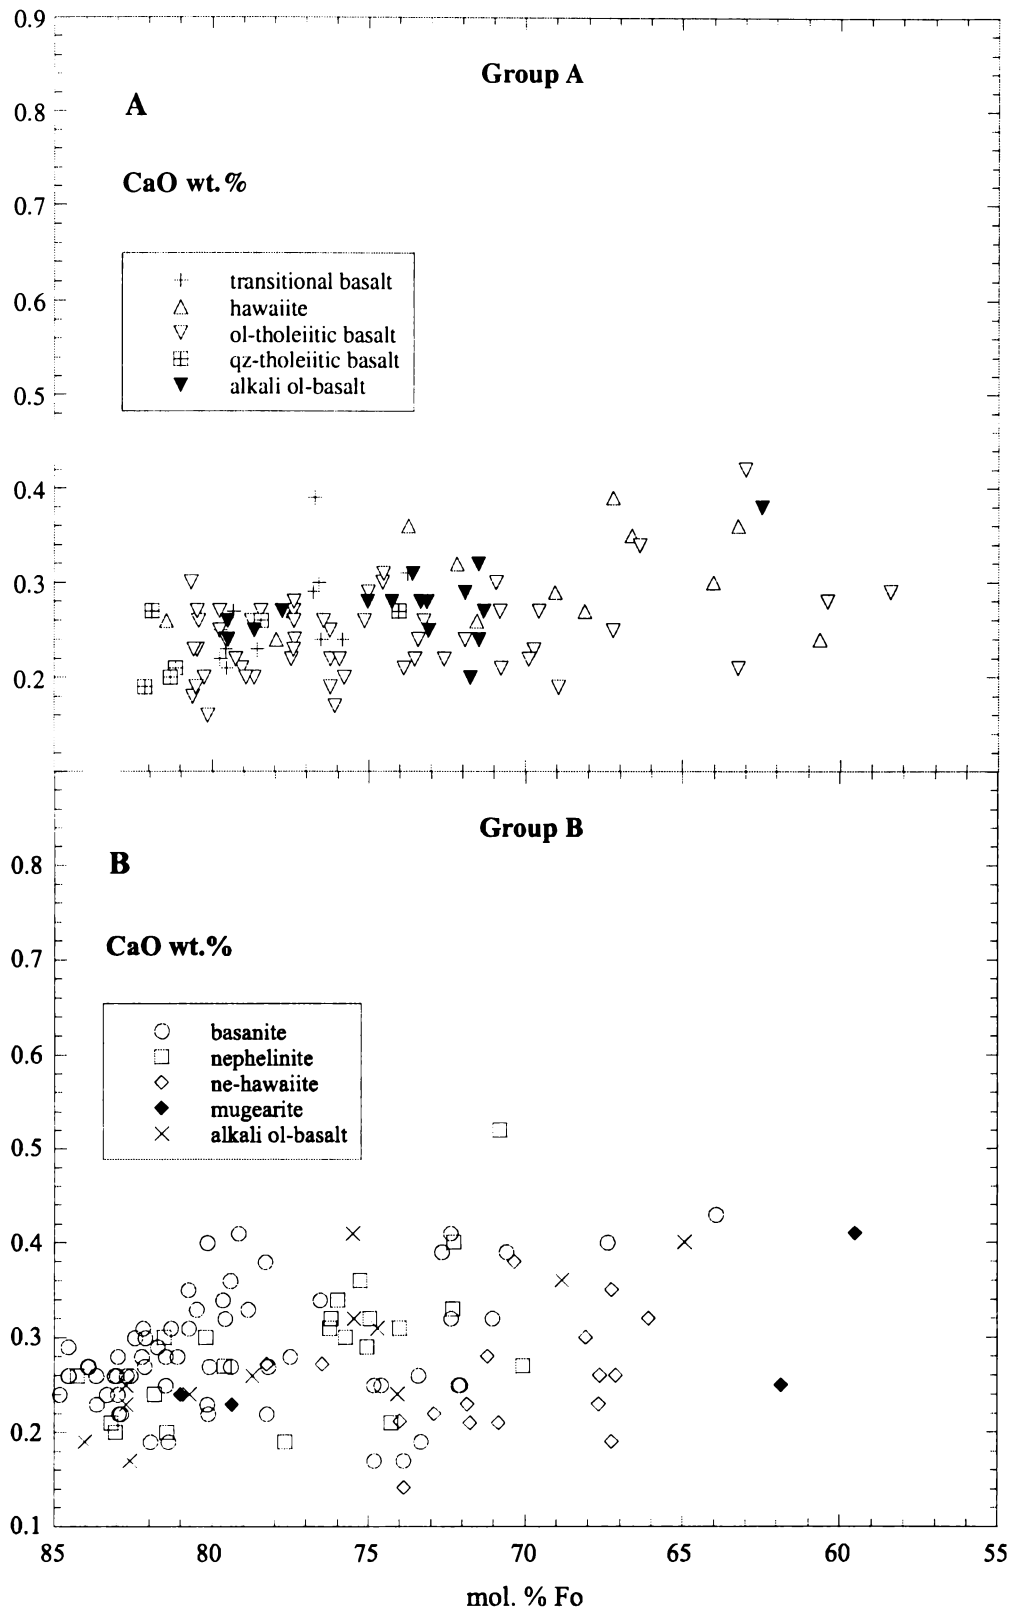 0.9
Group A
A
0.8
CaO wt.%
0.7
transitional basalt
hawaiite
0.6
ol-tholeiitic basalt
qz-tholeiitic basalt
alkali ol-basalt
0.5
0.4
0.3
0.2
Group B
B
0.8
CaO wt.%
0.7
basanite
nephelinite
0.6
ne-hawaiite
mugearite
alkali ol-basalt
0.5
0.4
0.3
0.2
0.1
85 80 75 70 65 60 55
mol. % Fo